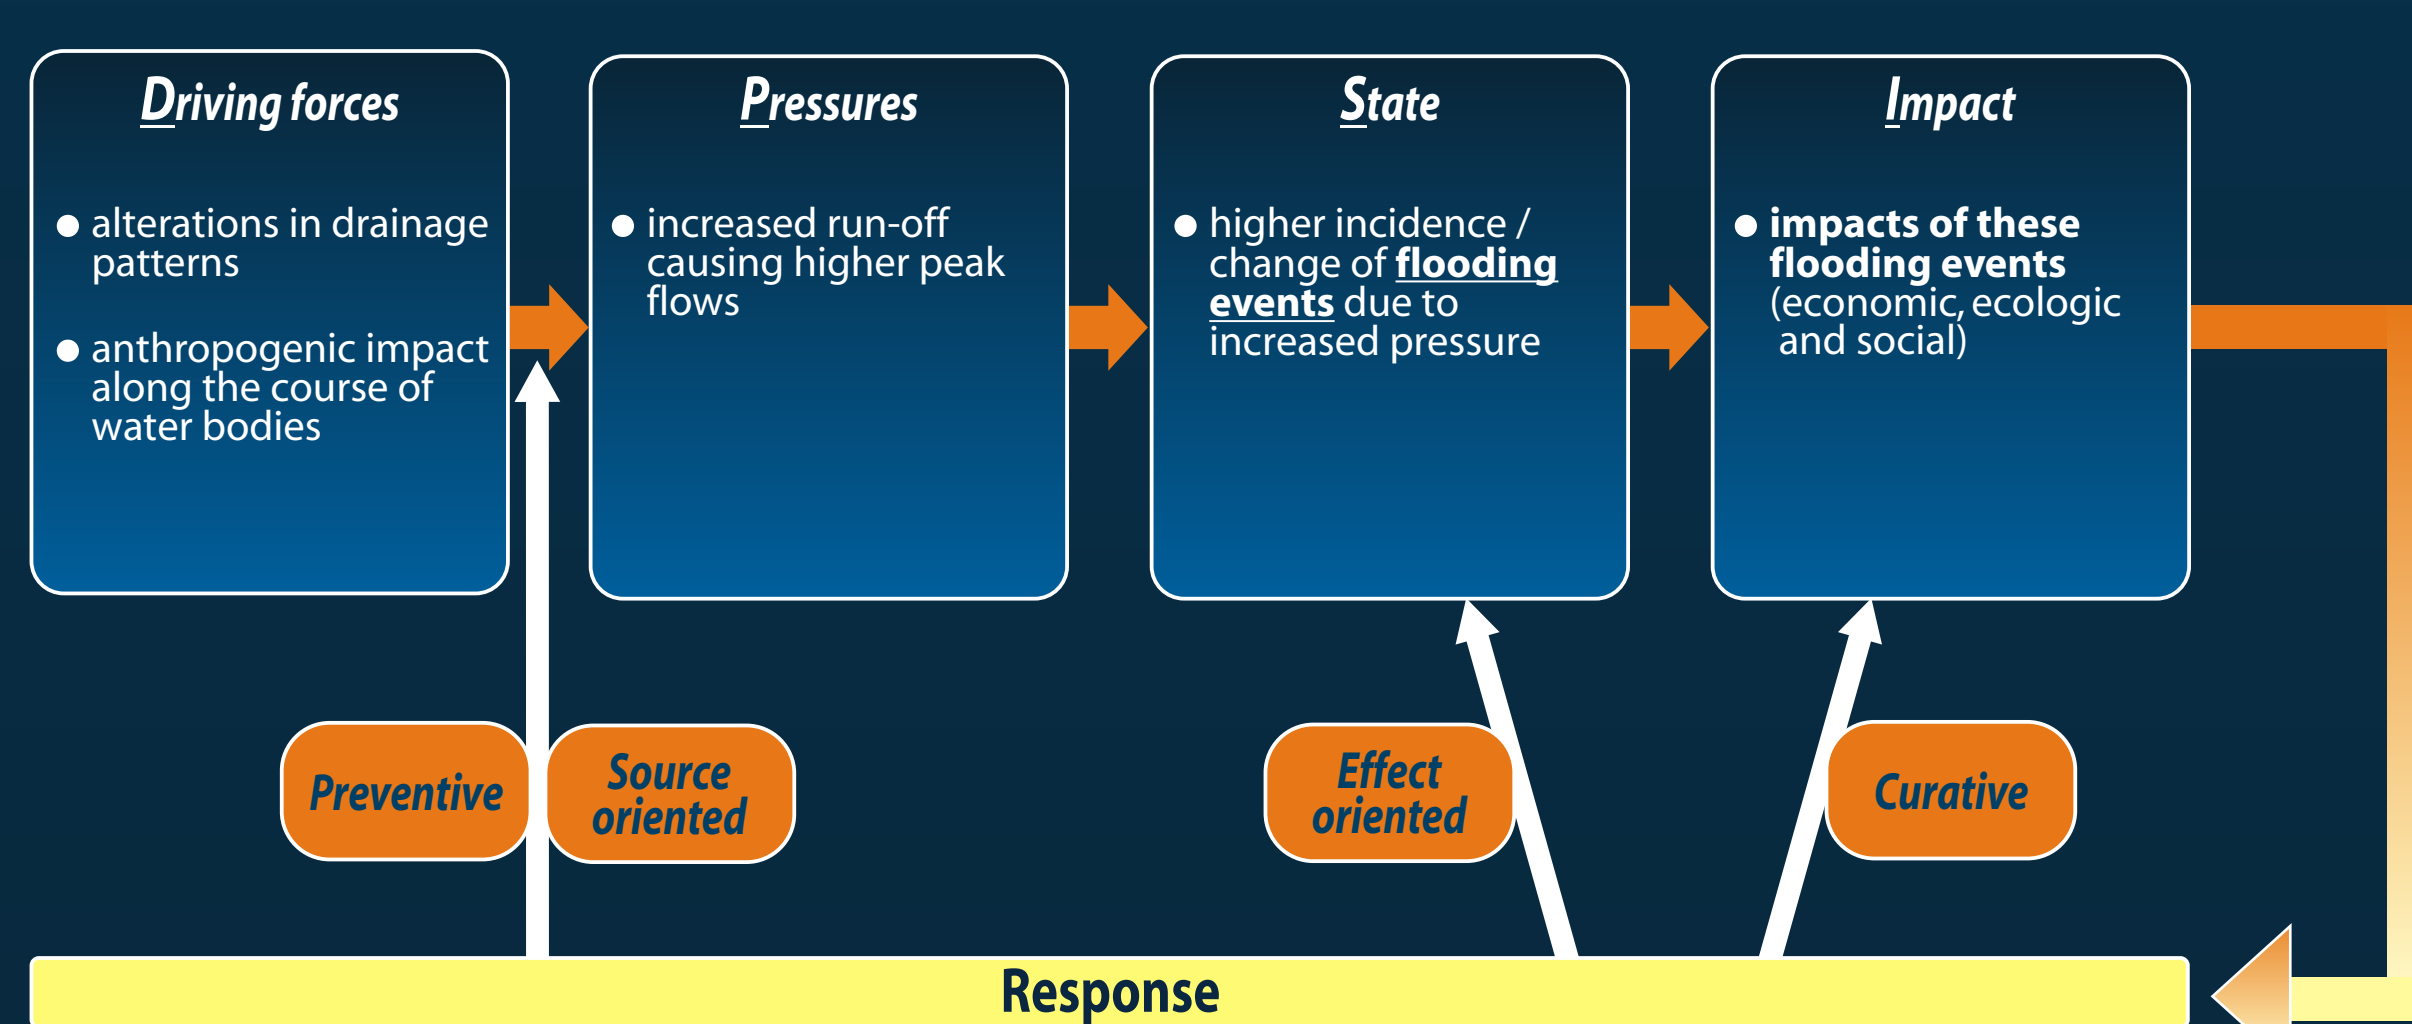 Driving forces
● alterations in drainage
patterns
● anthropogenic impact
along the course of
water bodies
Pressures
● increased run-off
causing higher peak
flows
State
● higher incidence /
change of flooding
events due to
increased pressure
Impact
● impacts of these
flooding events
(economic, ecologic
and social)
Preventive
Source
oriented
Effect
oriented
Curative
Response